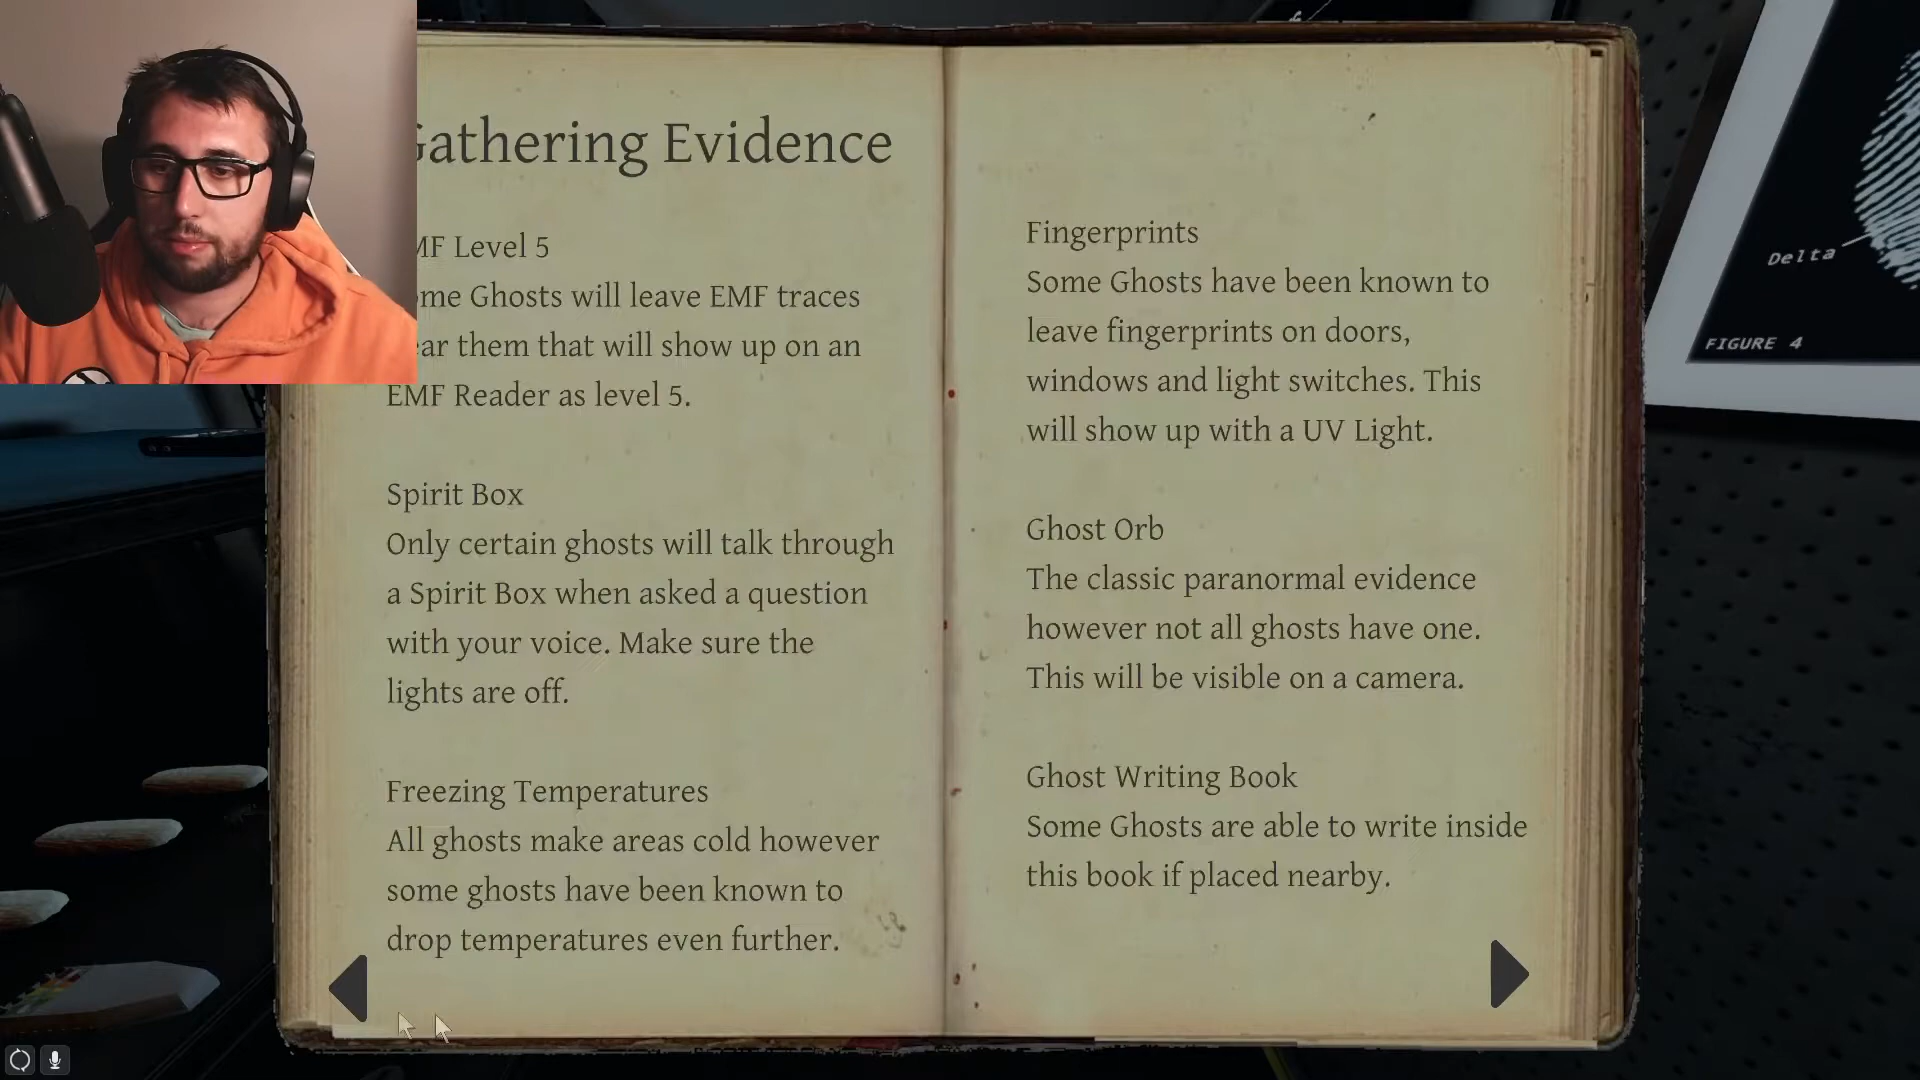 Gathering Evidence
MF Level 5
me Ghosts will leave EMF traces
ar them that will show up on an
EMF Reader as level 5.
Spirit Box
Only certain ghosts will talk through
a Spirit Box when asked a question
with your voice. Make sure the
lights are off.
Freezing Temperatures
All ghosts make areas cold however
some ghosts have been known to
drop temperatures even further.
Fingerprints
Some Ghosts have been known to
leave fingerprints on doors,
windows and light switches. This
will show up with a UV Light.
Ghost Orb
The classic paranormal evidence
however not all ghosts have one.
This will be visible on a camera.
Ghost Writing Book
Some Ghosts are able to write inside
this book if placed nearby.
Delta
FIGURE 4